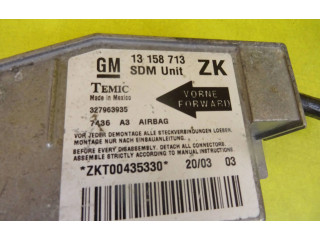 GM 13 158 713 ZK
SDM Unit
TEMIC
Made in Mexico
327963935
VORNE
FORWARD
7436 A3 AIRBAG
VOR JEDER DEMONTAGE ALLE STECKVERBINDUNGEN LOESEN.
MONTAGE NUR NACH EINBAUANLEITUNG.
BEFORE EVERY DISASSEMBLY, DETACH ALL CONNECTORS.
ASSEMBLE STRICTLY ACCORDING TO MANUAL INSTRUCTION.
*ZKT00435330* 20/03 03